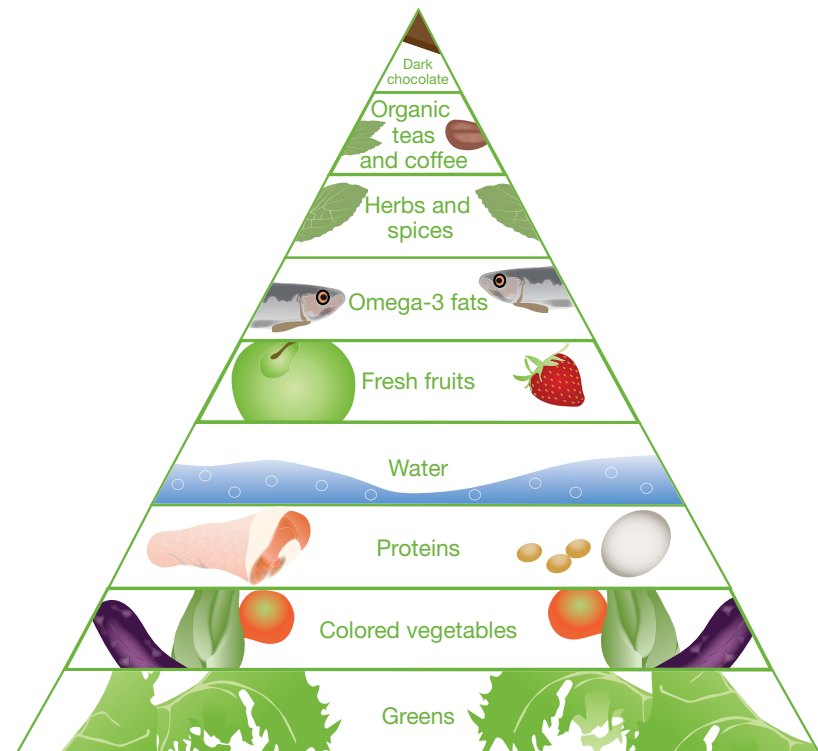 Dark
chocolate
Organic
teas
and coffee
Herbs and
spices
Omega-3 fats
Fresh fruits
Water
Proteins
Colored vegetables
Greens